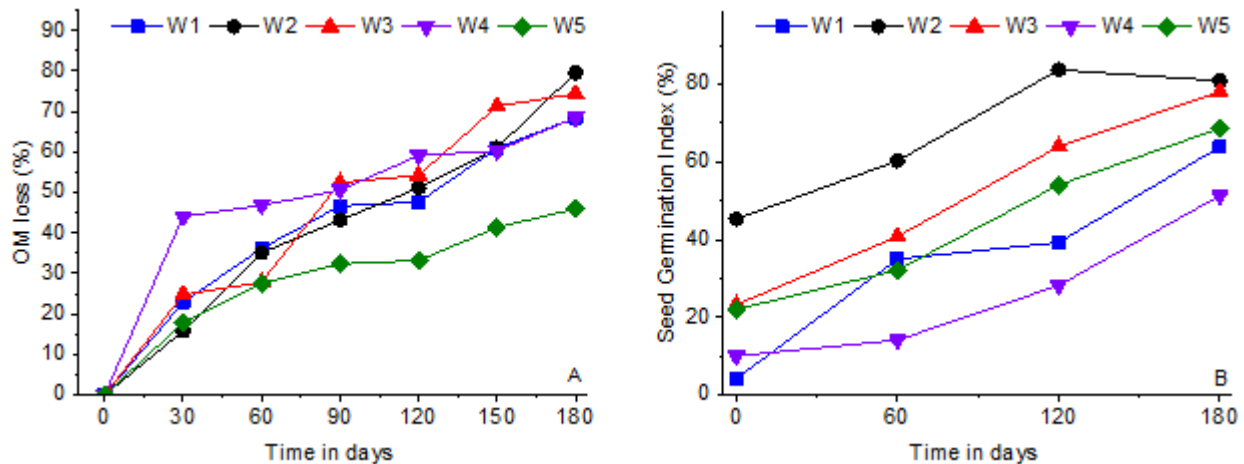 W1 W2 W3 W4 W5
90
80
70
60
50
40
30
20
10
0
OM loss (%)
0 30 60 90 120 150 180
Time in days
A
W1 W2 W3 W4 W5
80
60
40
20
0
Seed Germination Index (%)
0 60 120 180
Time in days
B